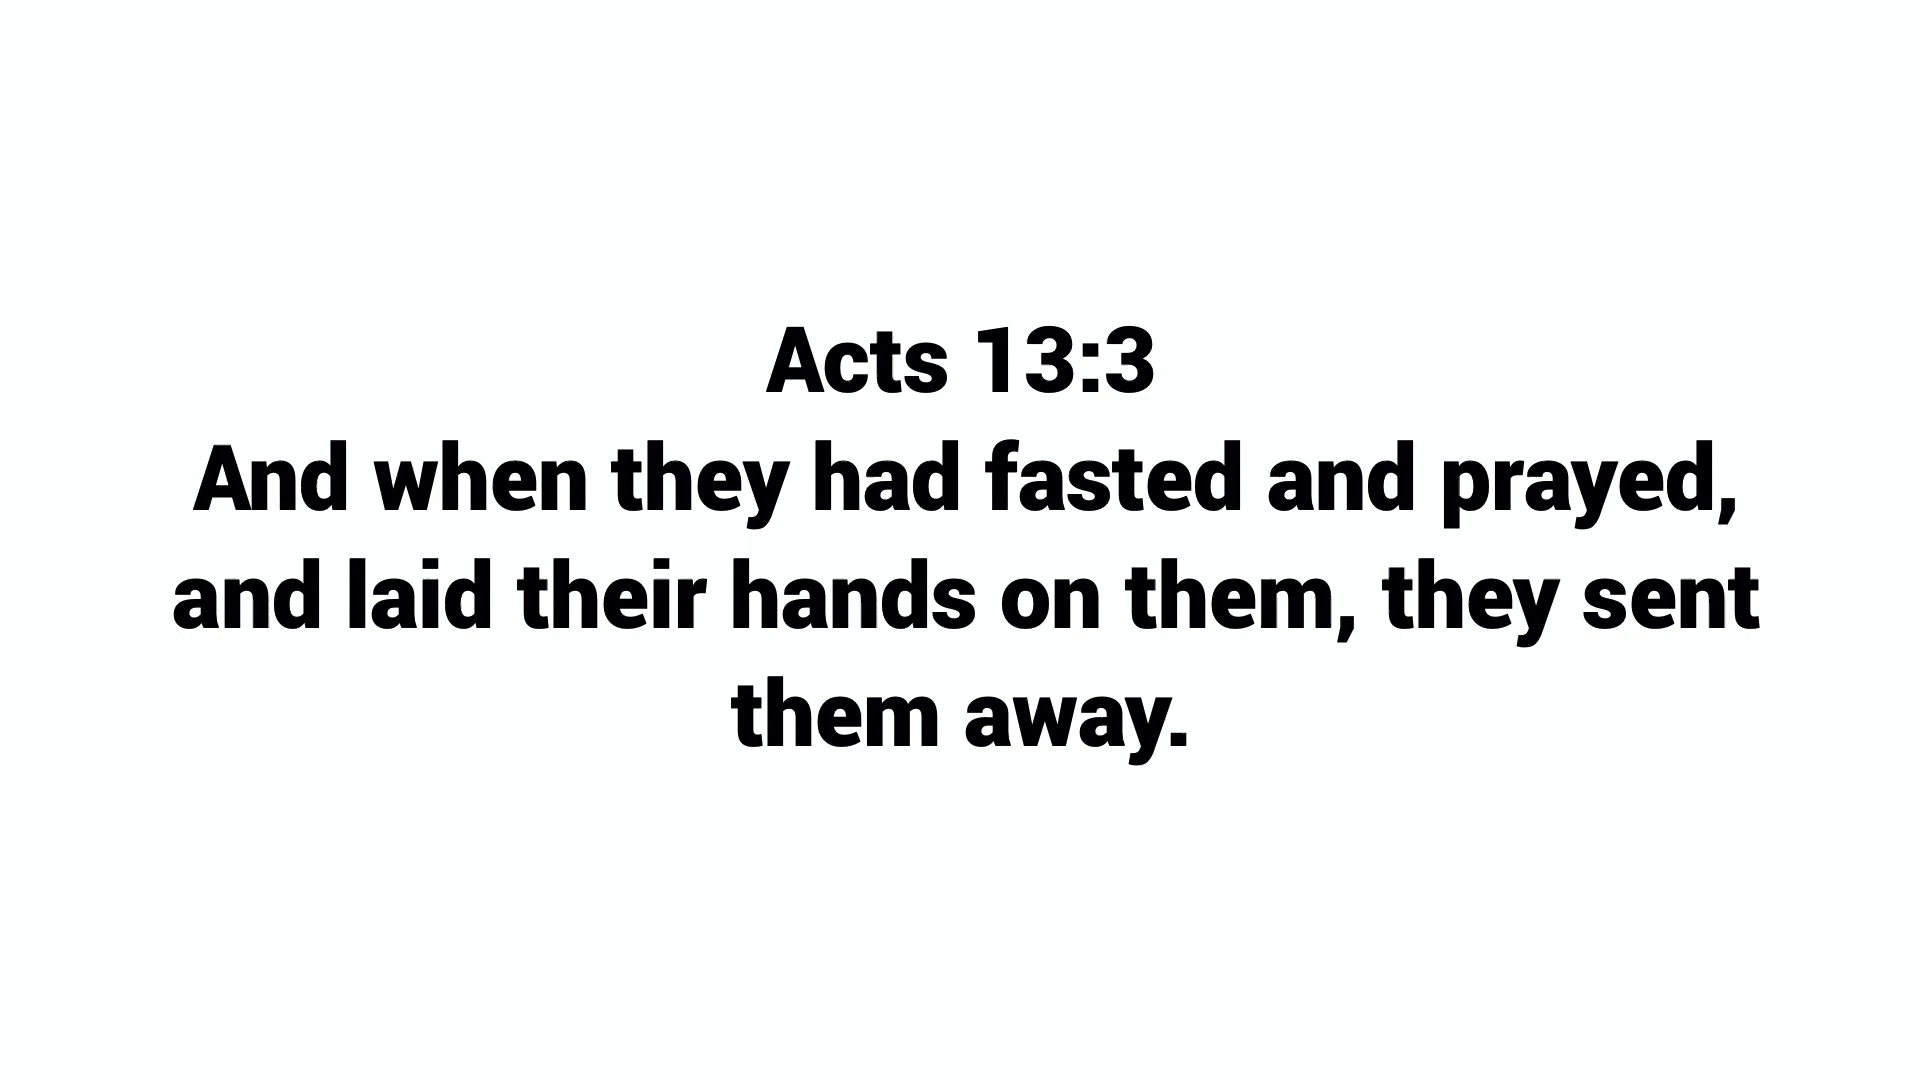 Acts 13:3
And when they had fasted and prayed,
and laid their hands on them, they sent
them away.